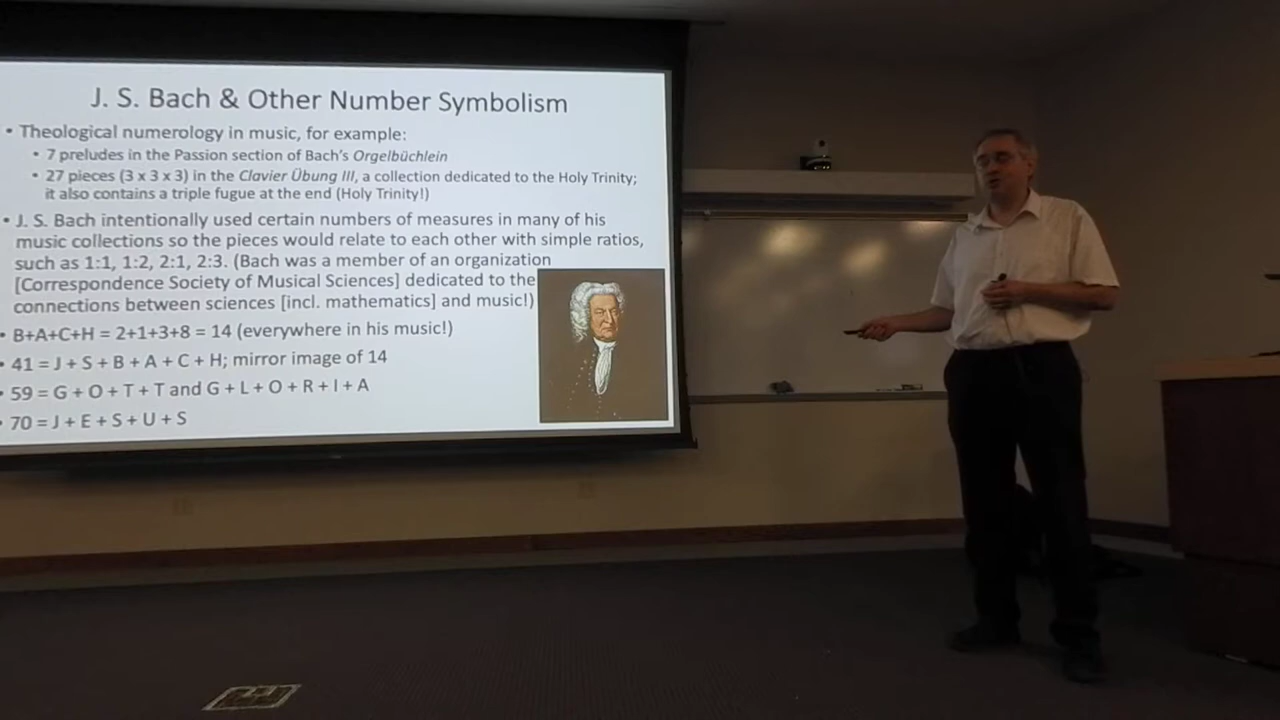 J. S. Bach & Other Number Symbolism
• Theological numerology in music, for example:
• 7 preludes in the Passion section of Bach's Orgelbüchlein
• 27 pieces (3 x 3 x 3) in the Clavier Übung III, a collection dedicated to the Holy Trinity;
it also contains a triple fugue at the end (Holy Trinity!)
• J. S. Bach intentionally used certain numbers of measures in many of his
music collections so the pieces would relate to each other with simple ratios,
such as 1:1, 1:2, 2:1, 2:3. (Bach was a member of an organization
[Correspondence Society of Musical Sciences] dedicated to the
connections between sciences [incl. mathematics] and music!)
• B+A+C+H = 2+1+3+8 = 14 (everywhere in his music!)
• 41 = J + S + B + A + C + H; mirror image of 14
• 59 = G + O + T + T and G + L + O + R + I + A
• 70 = J + E + S + U + S